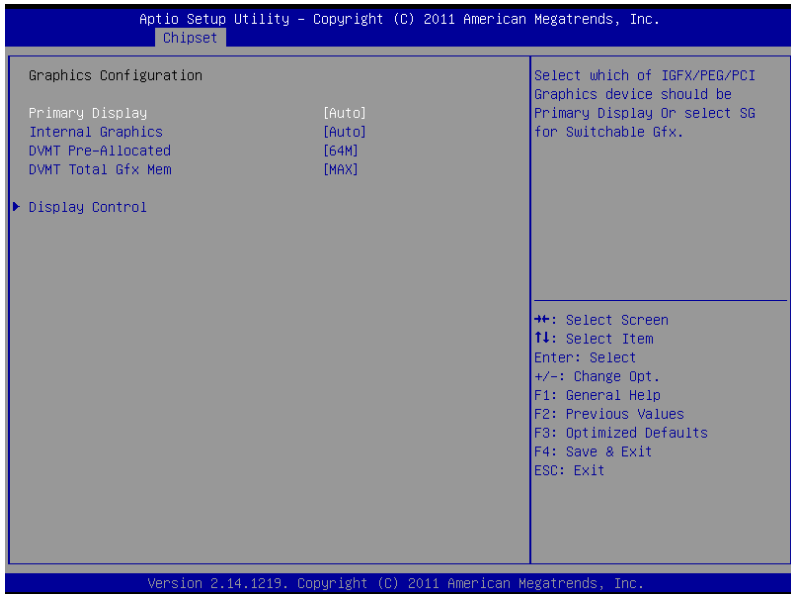 Aptio Setup Utility – Copyright (C) 2011 American Megatrends, Inc.
Chipset
Graphics Configuration
Primary Display [Auto]
Internal Graphics [Auto]
DVMT Pre-Allocated [64M]
DVMT Total Gfx Mem [MAX]
Display Control
Select which of IGFX/PEG/PCI
Graphics device should be
Primary Display Or select SG
for Switchable Gfx.
→←: Select Screen
↑↓: Select Item
Enter: Select
+/-: Change Opt.
F1: General Help
F2: Previous Values
F3: Optimized Defaults
F4: Save & Exit
ESC: Exit
Version 2.14.1219. Copyright (C) 2011 American Megatrends, Inc.